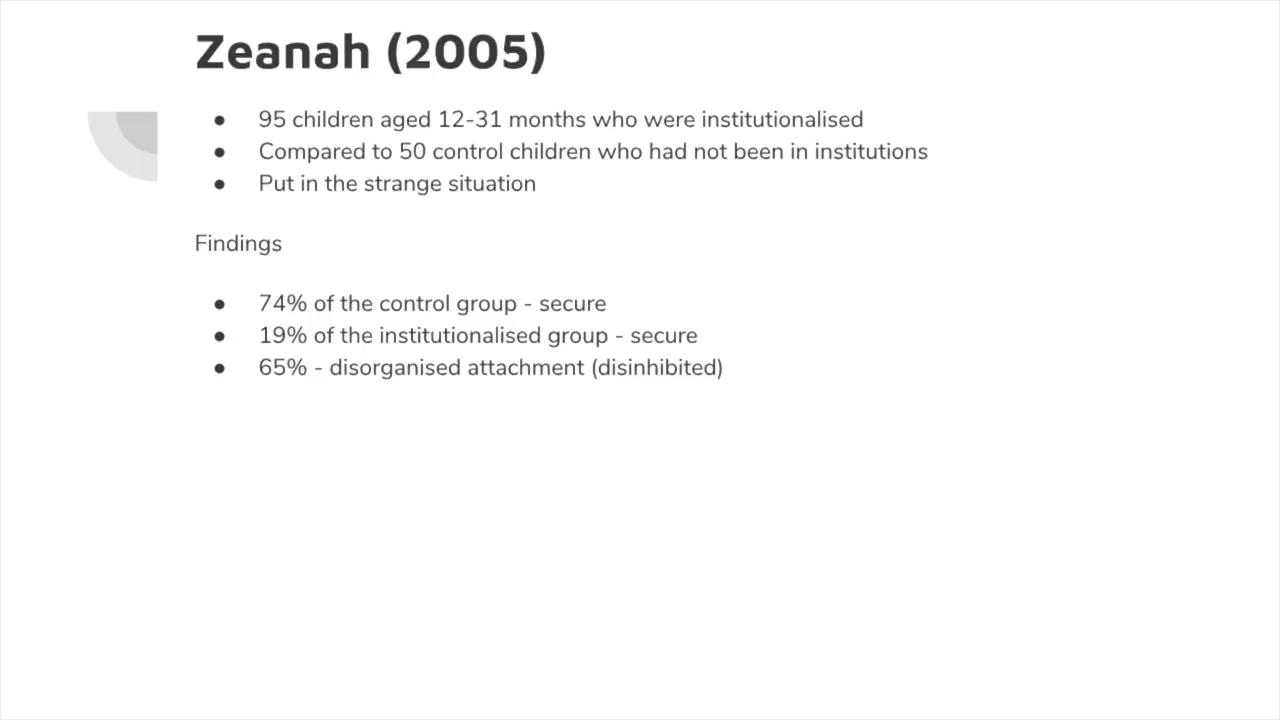 Zeanah (2005)
● 95 children aged 12-31 months who were institutionalised
● Compared to 50 control children who had not been in institutions
● Put in the strange situation
Findings
● 74% of the control group - secure
● 19% of the institutionalised group - secure
● 65% - disorganised attachment (disinhibited)